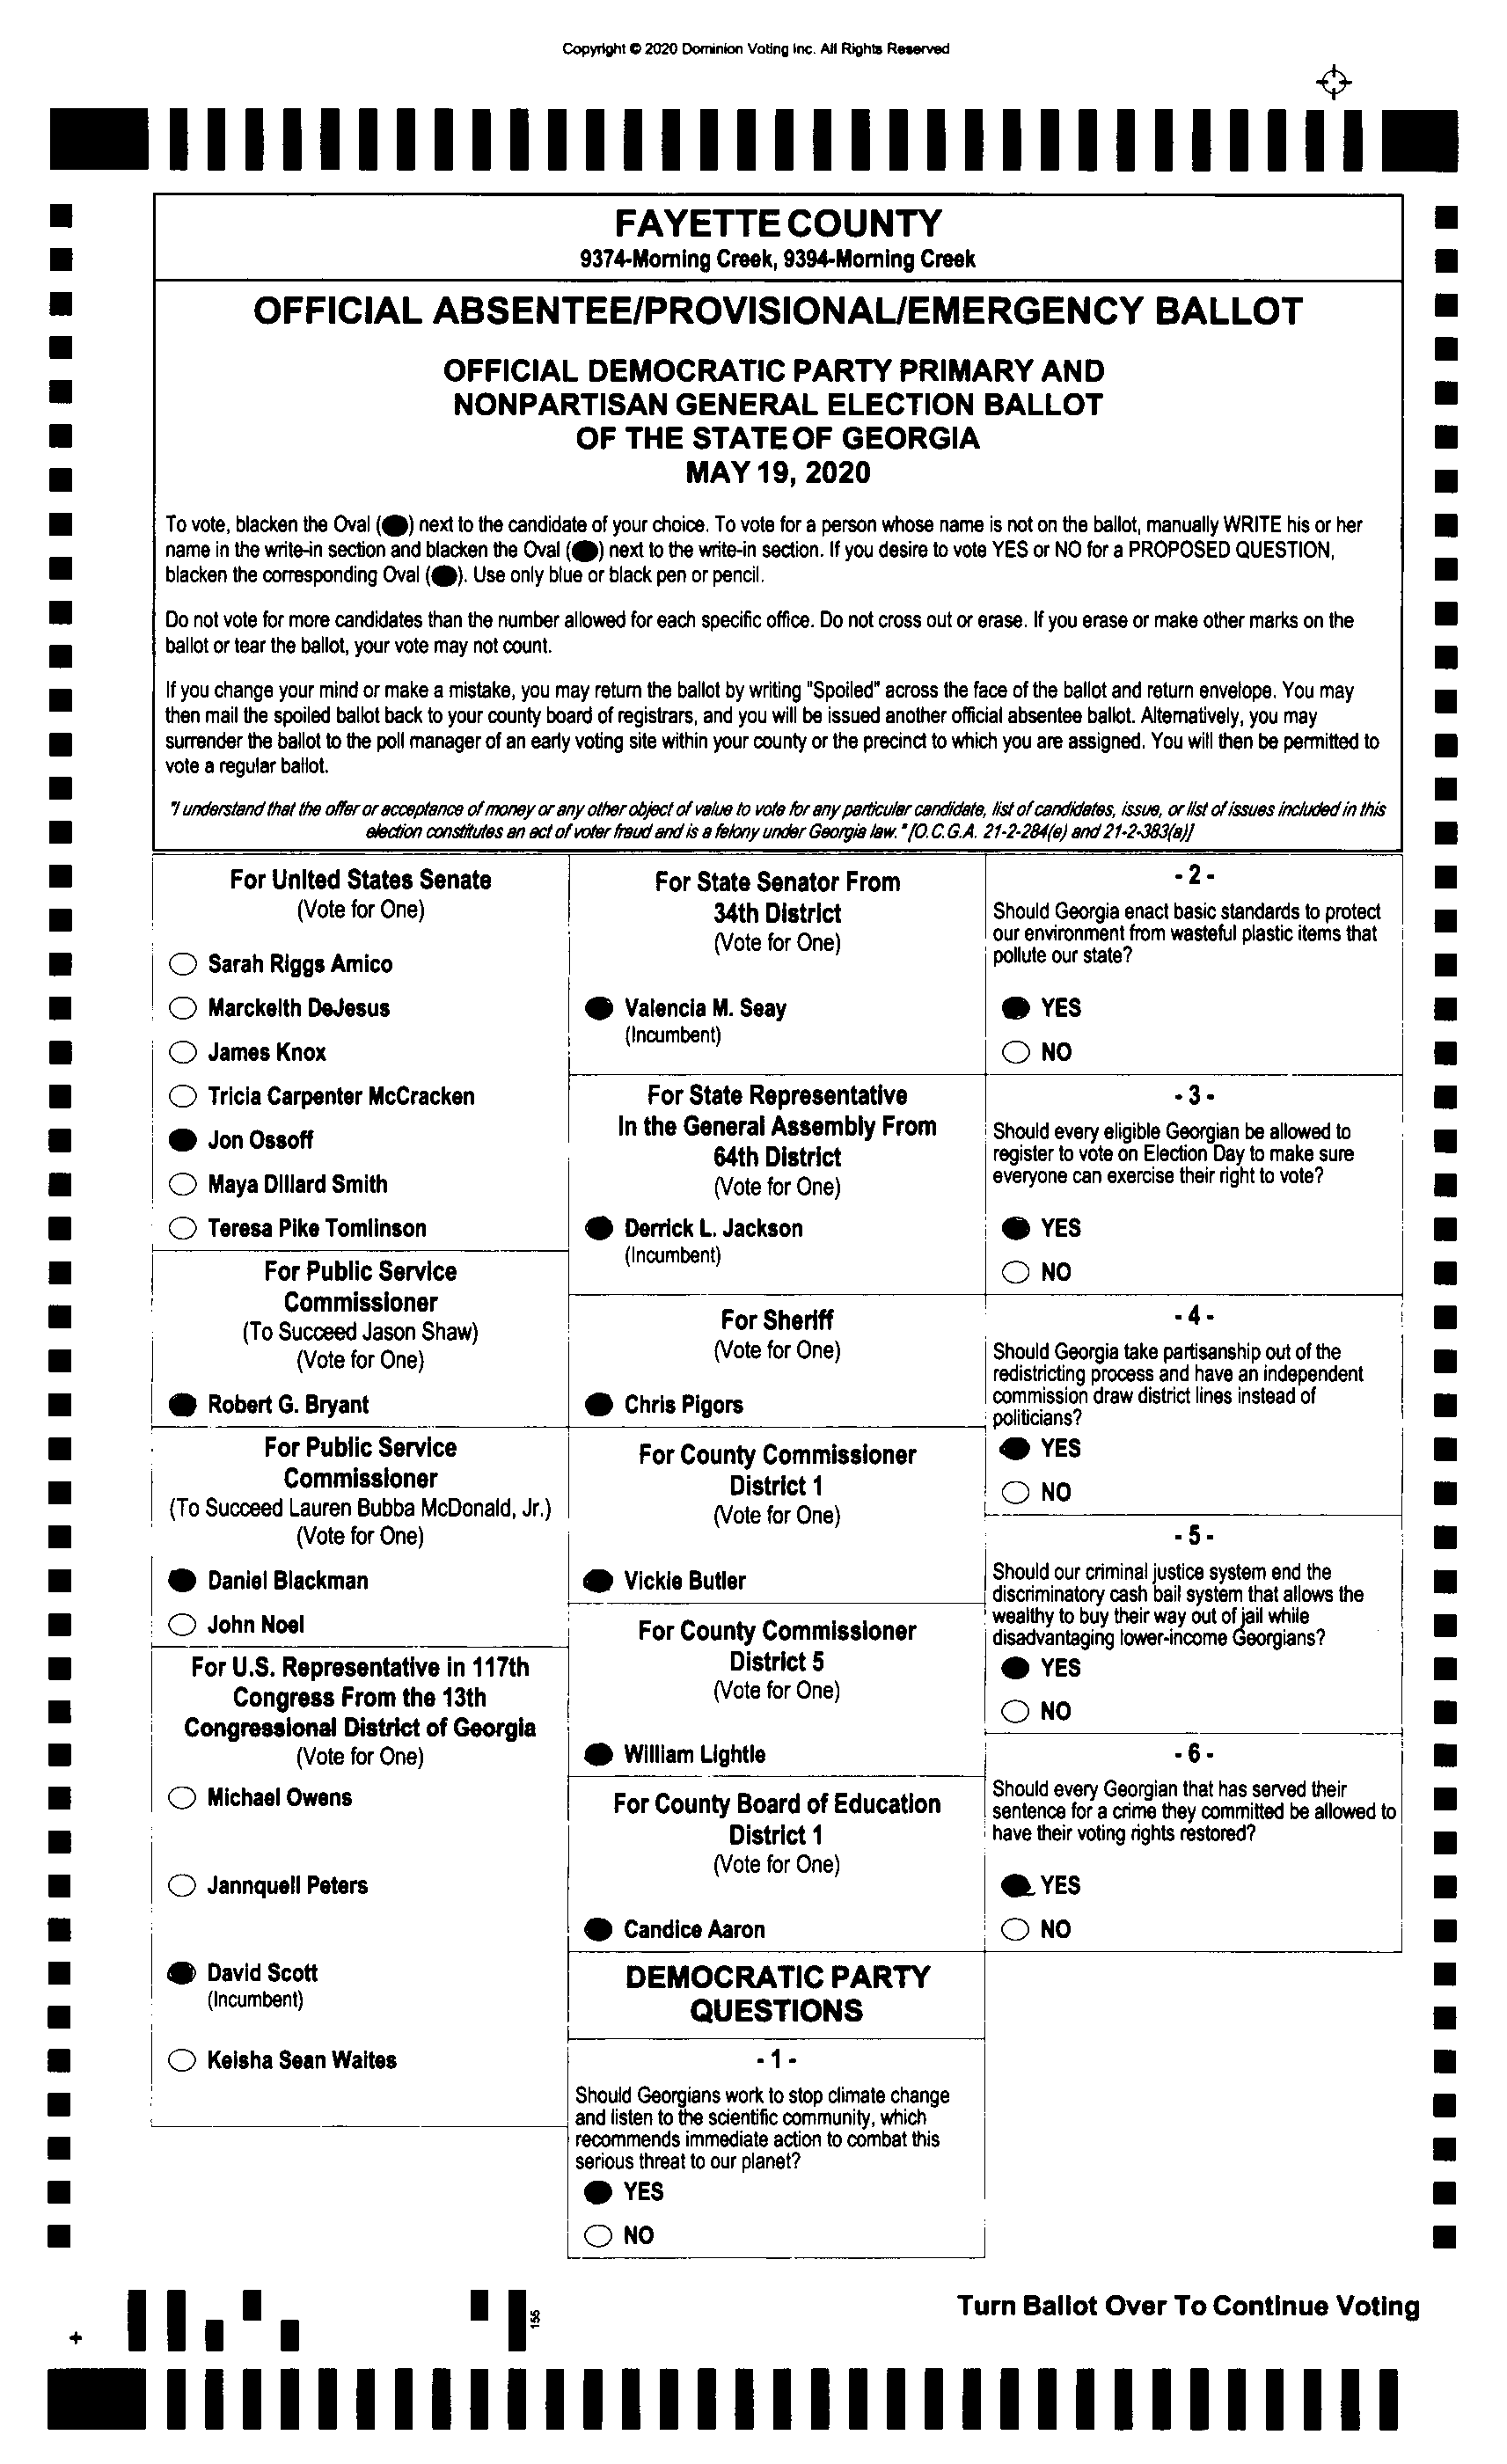 Copyright © 2020 Dominion Voting Inc. All Rights Reserved
FAYETTE COUNTY
9374-Morning Creek, 9394-Morning Creek
OFFICIAL ABSENTEE/PROVISIONAL/EMERGENCY BALLOT
OFFICIAL DEMOCRATIC PARTY PRIMARY AND
NONPARTISAN GENERAL ELECTION BALLOT
OF THE STATE OF GEORGIA
MAY 19, 2020
To vote, blacken the Oval ( ) next to the candidate of your choice. To vote for a person whose name is not on the ballot, manually WRITE his or her
name in the write-in section and blacken the Oval ( ) next to the write-in section. If you desire to vote YES or NO for a PROPOSED QUESTION,
blacken the corresponding Oval ( ). Use only blue or black pen or pencil.
Do not vote for more candidates than the number allowed for each specific office. Do not cross out or erase. If you erase or make other marks on the
ballot or tear the ballot, your vote may not count.
If you change your mind or make a mistake, you may return the ballot by writing "Spoiled" across the face of the ballot and return envelope. You may
then mail the spoiled ballot back to your county board of registrars, and you will be issued another official absentee ballot. Alternatively, you may
surrender the ballot to the poll manager of an early voting site within your county or the precinct to which you are assigned. You will then be permitted to
vote a regular ballot.
"I understand that the offer or acceptance of money or any other object of value to vote for any particular candidate, list of candidates, issue, or list of issues included in this
election constitutes an act of voter fraud and is a felony under Georgia law." [O.C.G.A. 21-2-284(e) and 21-2-383(a)]
For United States Senate
(Vote for One)
Sarah Riggs Amico
Marckeith DeJesus
James Knox
Tricia Carpenter McCracken
Jon Ossoff
Maya Dillard Smith
Teresa Pike Tomlinson
For Public Service
Commissioner
(To Succeed Jason Shaw)
(Vote for One)
Robert G. Bryant
For Public Service
Commissioner
(To Succeed Lauren Bubba McDonald, Jr.)
(Vote for One)
Daniel Blackman
John Noel
For U.S. Representative in 117th
Congress From the 13th
Congressional District of Georgia
(Vote for One)
Michael Owens
Jannquell Peters
David Scott
(Incumbent)
Keisha Sean Waites
For State Senator From
34th District
(Vote for One)
Valencia M. Seay
(Incumbent)
For State Representative
In the General Assembly From
64th District
(Vote for One)
Derrick L. Jackson
(Incumbent)
For Sheriff
(Vote for One)
Chris Pigors
For County Commissioner
District 1
(Vote for One)
Vickie Butler
For County Commissioner
District 5
(Vote for One)
William Lightle
For County Board of Education
District 1
(Vote for One)
Candice Aaron
DEMOCRATIC PARTY
QUESTIONS
- 1 -
Should Georgians work to stop climate change
and listen to the scientific community, which
recommends immediate action to combat this
serious threat to our planet?
YES
NO
- 2 -
Should Georgia enact basic standards to protect
our environment from wasteful plastic items that
pollute our state?
YES
NO
- 3 -
Should every eligible Georgian be allowed to
register to vote on Election Day to make sure
everyone can exercise their right to vote?
YES
NO
- 4 -
Should Georgia take partisanship out of the
redistricting process and have an independent
commission draw district lines instead of
politicians?
YES
NO
- 5 -
Should our criminal justice system end the
discriminatory cash bail system that allows the
wealthy to buy their way out of jail while
disadvantaging lower-income Georgians?
YES
NO
- 6 -
Should every Georgian that has served their
sentence for a crime they committed be allowed to
have their voting rights restored?
YES
NO
155
Turn Ballot Over To Continue Voting